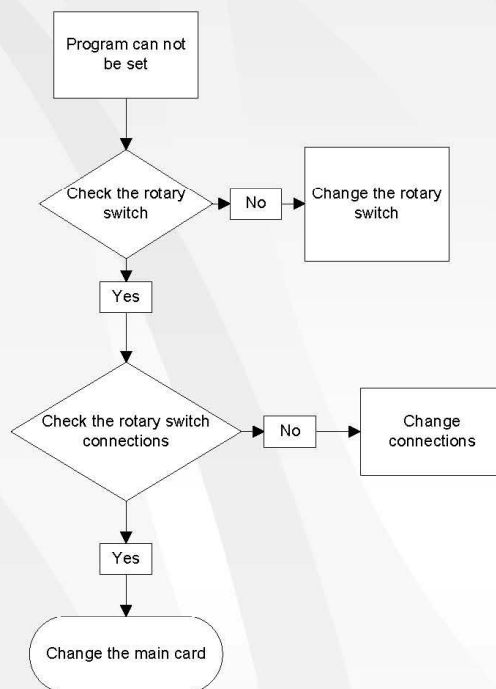 Program can not
be set
Check the rotary
switch
No
Change the rotary
switch
Yes
Check the rotary switch
connections
No
Change
connections
Yes
Change the main card